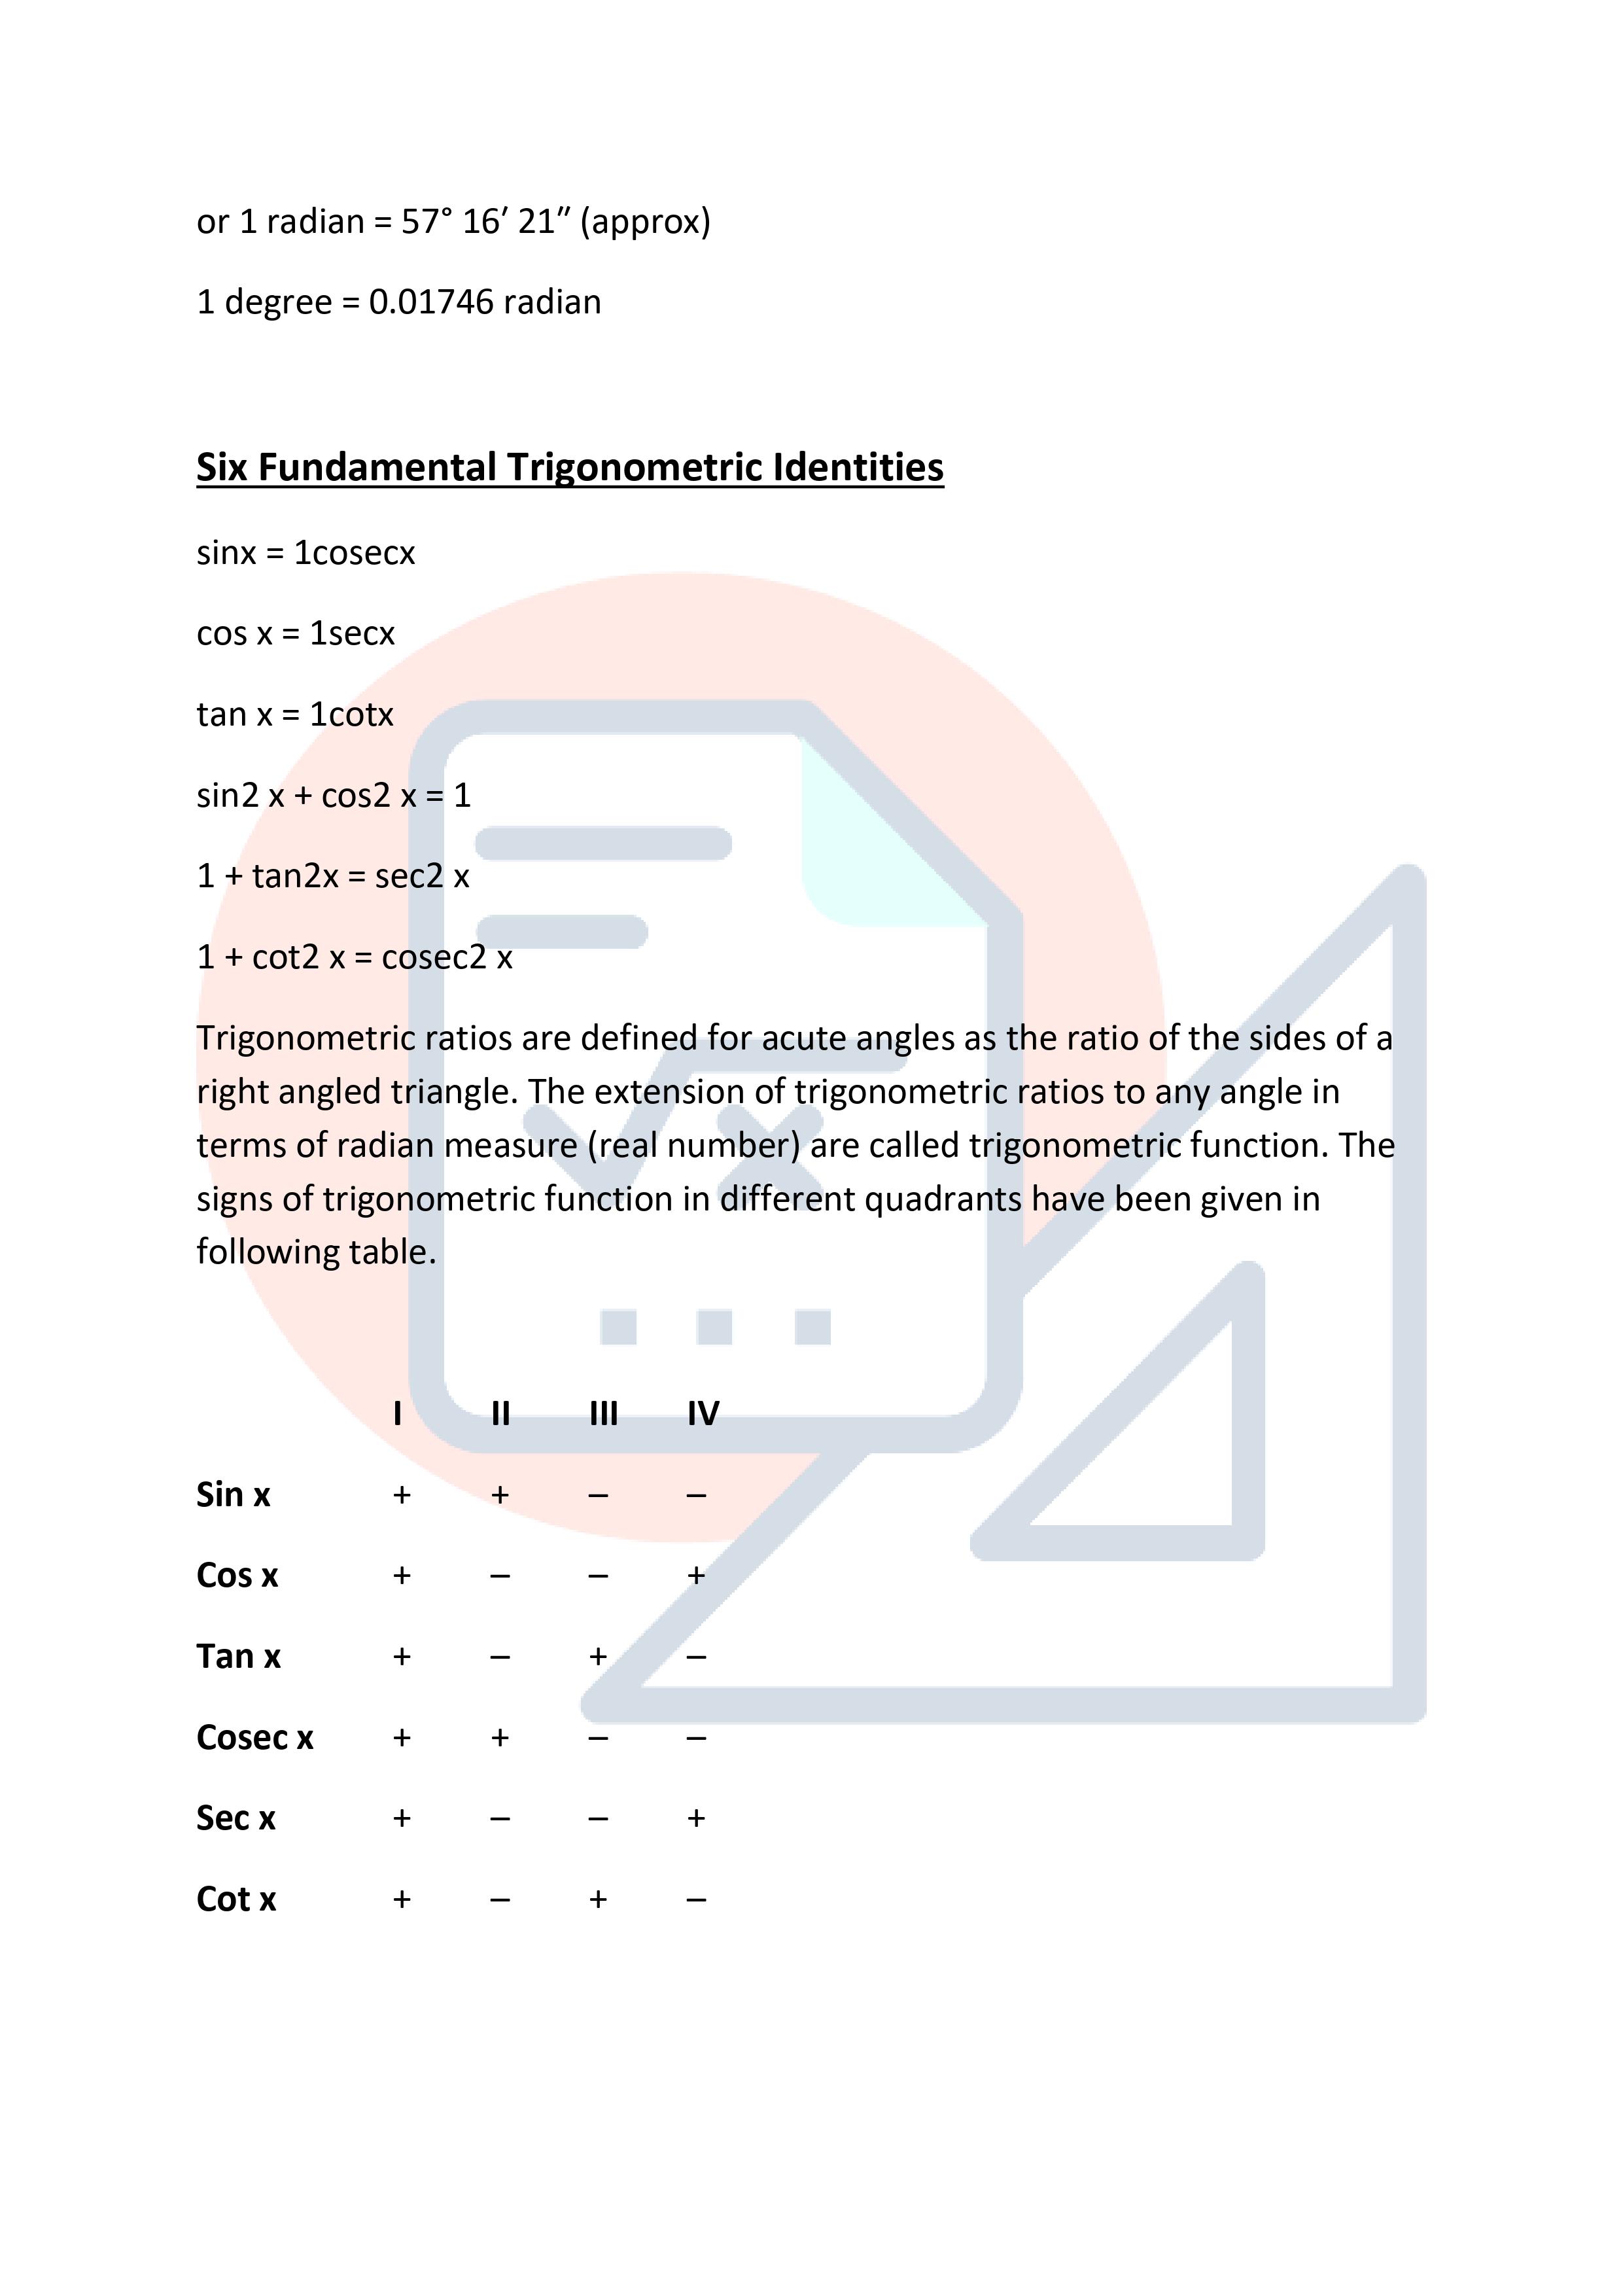 or 1 radian = 57° 16′ 21″ (approx)
1 degree = 0.01746 radian
Six Fundamental Trigonometric Identities
sinx = 1cosecx
cos x = 1secx
tan x = 1cotx
sin2 x + cos2 x = 1
1 + tan2x = sec2 x
1 + cot2 x = cosec2 x
Trigonometric ratios are defined for acute angles as the ratio of the sides of a
right angled triangle. The extension of trigonometric ratios to any angle in
terms of radian measure (real number) are called trigonometric function. The
signs of trigonometric function in different quadrants have been given in
following table.
I II III IV
Sin x + + – –
Cos x + – – +
Tan x + – + –
Cosec x + + – –
Sec x + – – +
Cot x + – + –